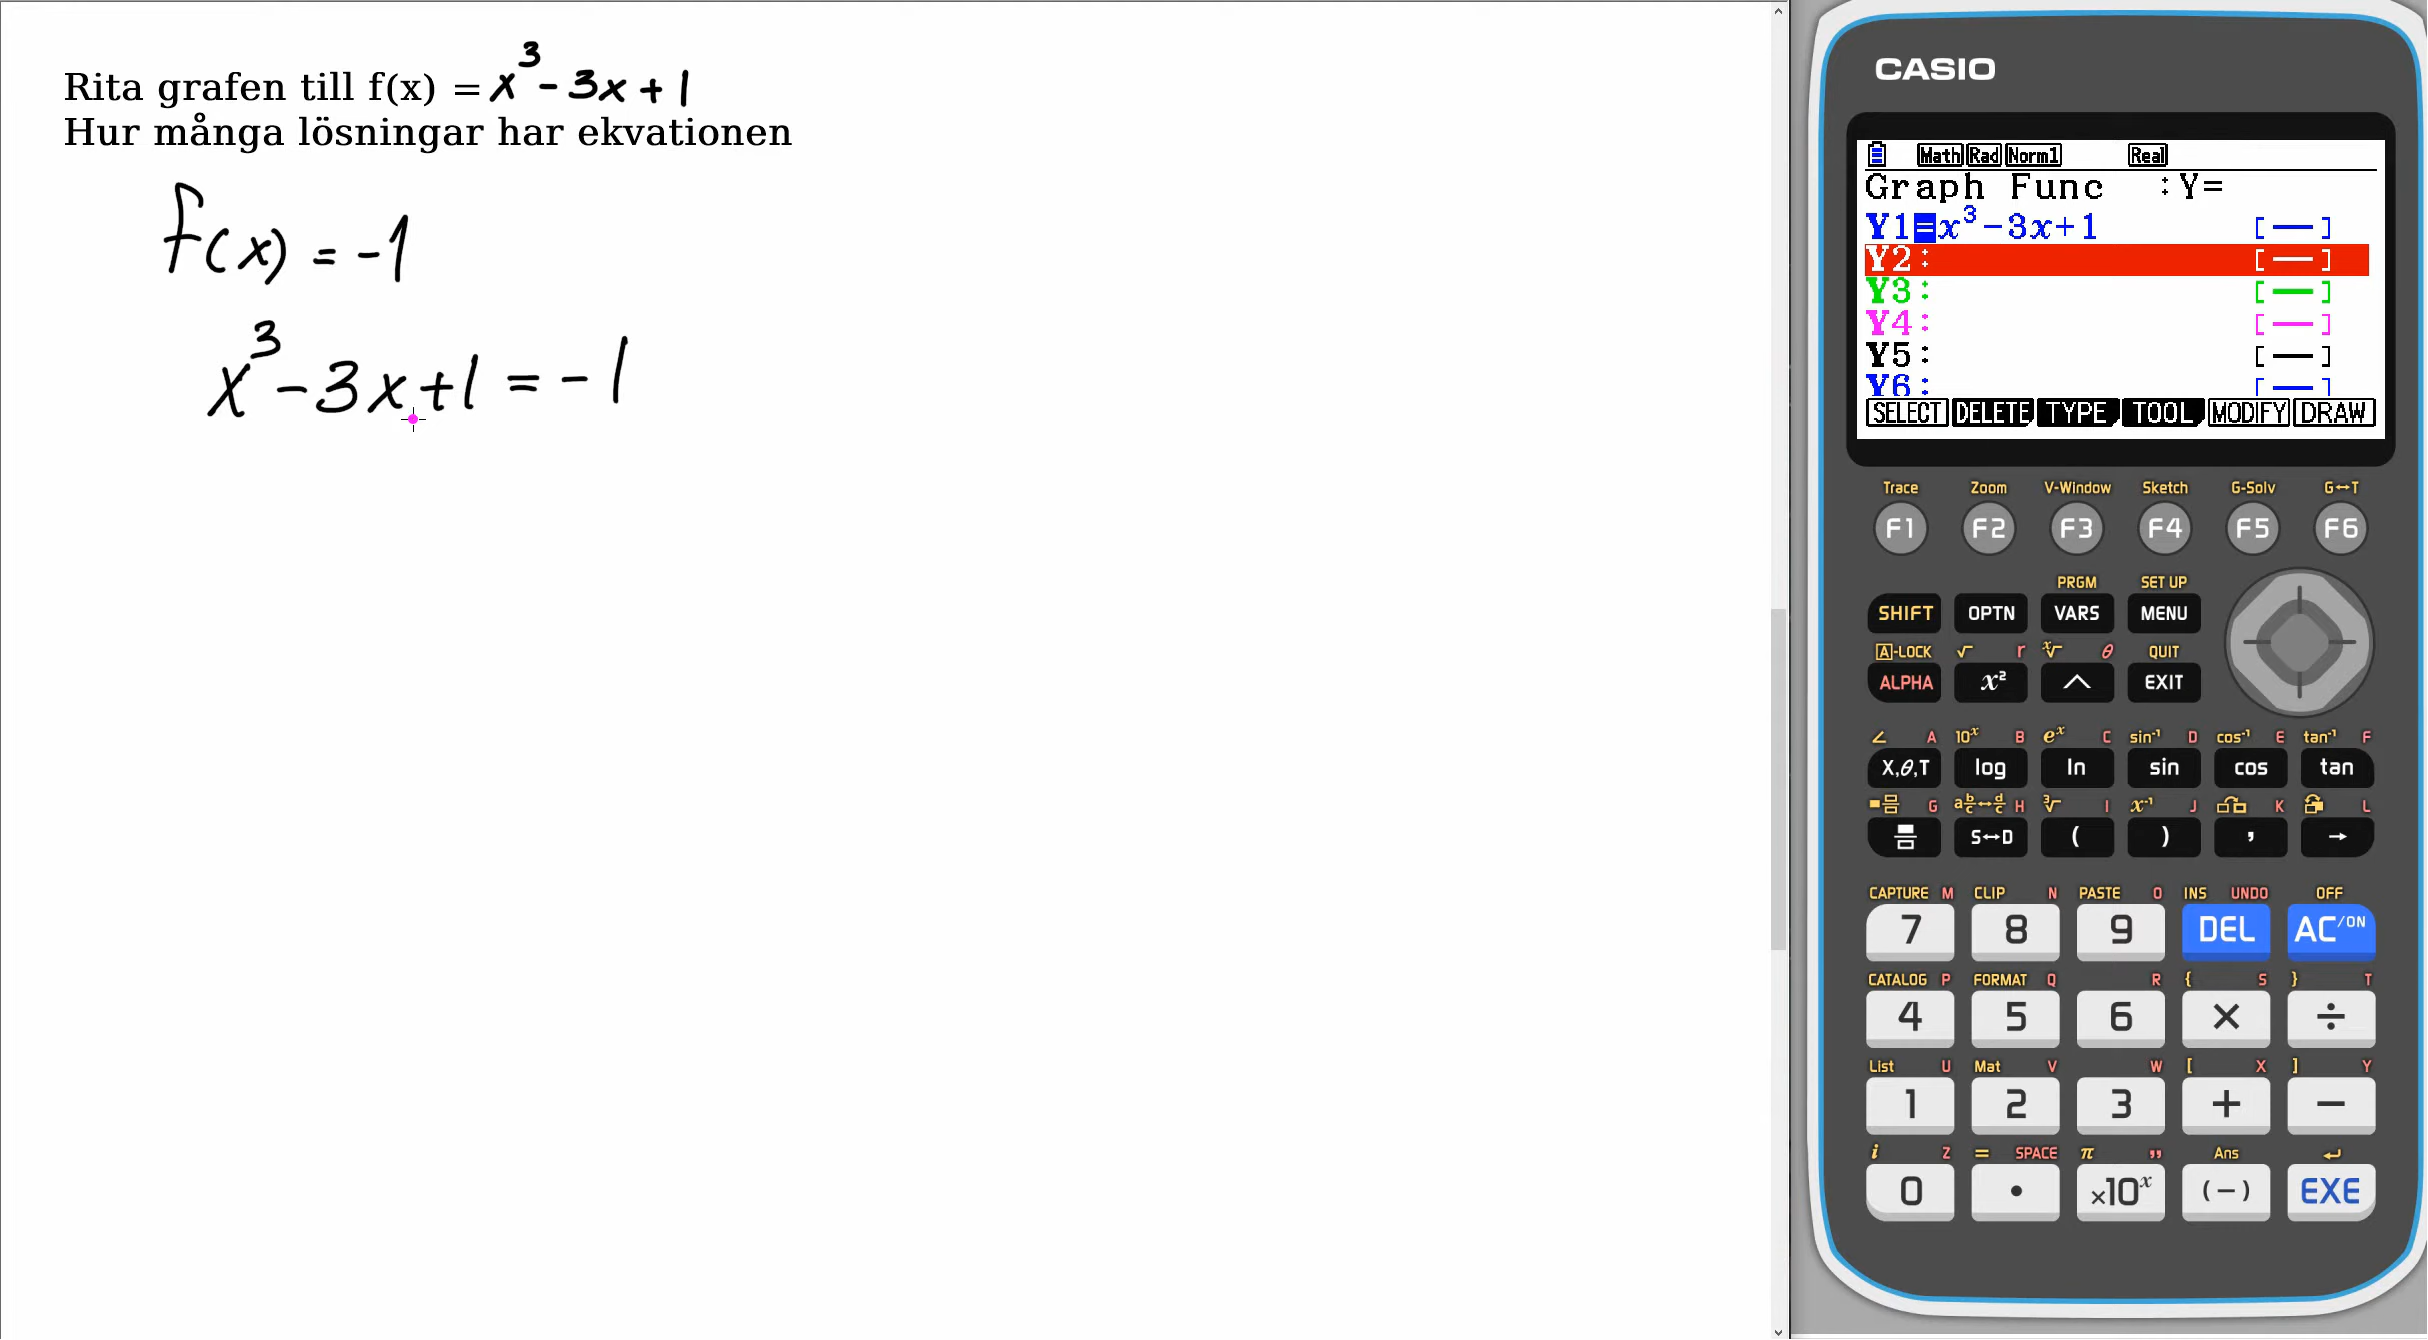 Rita grafen till f(x) = x³ - 3x + 1
Hur många lösningar har ekvationen
f(x) = -1
x³ - 3x + 1 = -1
CASIO
Math Rad Norm1 Real
Graph Func :Y=
Y1=x³-3x+1 [—]
Y2: [—]
Y3: [—]
Y4: [—]
Y5: [—]
Y6: [—]
SELECT DELETE TYPE TOOL MODIFY DRAW
Trace Zoom V-Window Sketch G-Solv G↔T
F1 F2 F3 F4 F5 F6
PRGM SET UP
SHIFT OPTN VARS MENU
A-LOCK √ r ˣ√ θ QUIT
ALPHA x² ^ EXIT
∠ A 10ˣ B eˣ C sin⁻¹ D cos⁻¹ E tan⁻¹ F
X,θ,T log ln sin cos tan
G a b/c↔d/c H ³√ I x⁻¹ J K L
S↔D ( ) , →
CAPTURE M CLIP N PASTE O INS UNDO OFF
7 8 9 DEL AC/ON
CATALOG P FORMAT Q R { S } T
4 5 6 × ÷
List U Mat V W [ X ] Y
1 2 3 + −
i Z = SPACE π " Ans ↵
0 • ×10ˣ (−) EXE